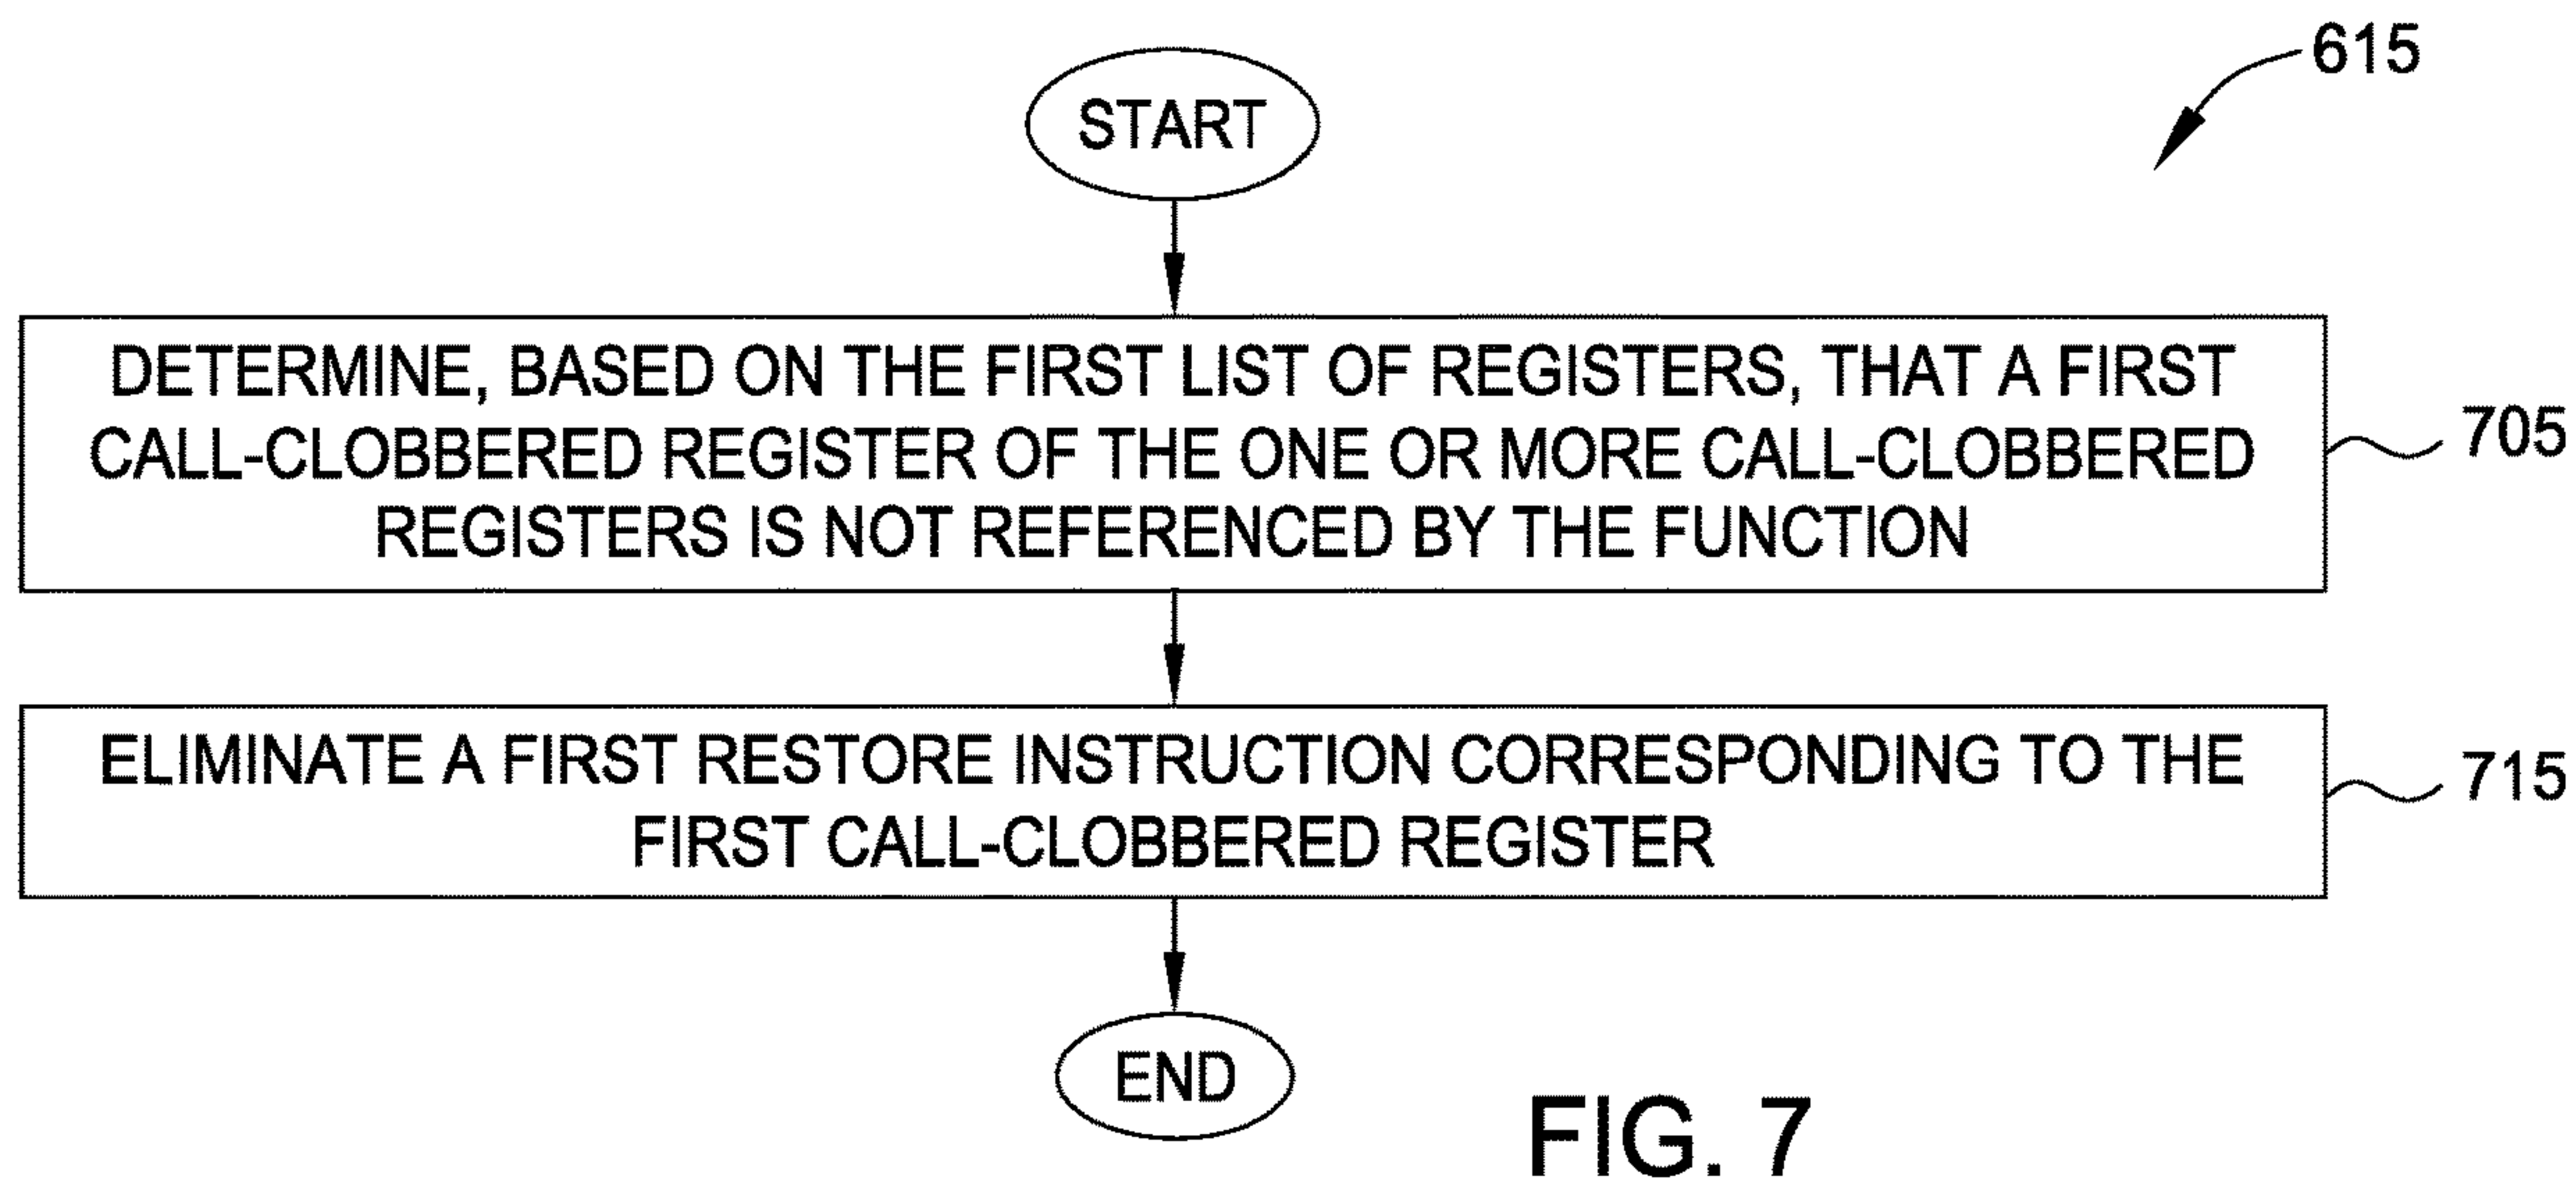 615
START
DETERMINE, BASED ON THE FIRST LIST OF REGISTERS, THAT A FIRST
CALL-CLOBBERED REGISTER OF THE ONE OR MORE CALL-CLOBBERED
REGISTERS IS NOT REFERENCED BY THE FUNCTION
705
ELIMINATE A FIRST RESTORE INSTRUCTION CORRESPONDING TO THE
FIRST CALL-CLOBBERED REGISTER
715
END
FIG. 7